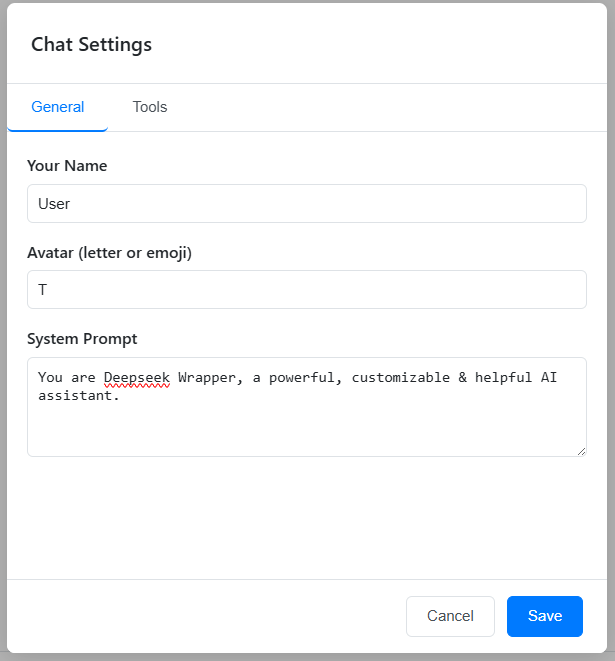 Chat Settings
General Tools
Your Name
User
Avatar (letter or emoji)
T
System Prompt
You are Deepseek Wrapper, a powerful, customizable & helpful AI
assistant.
Cancel Save